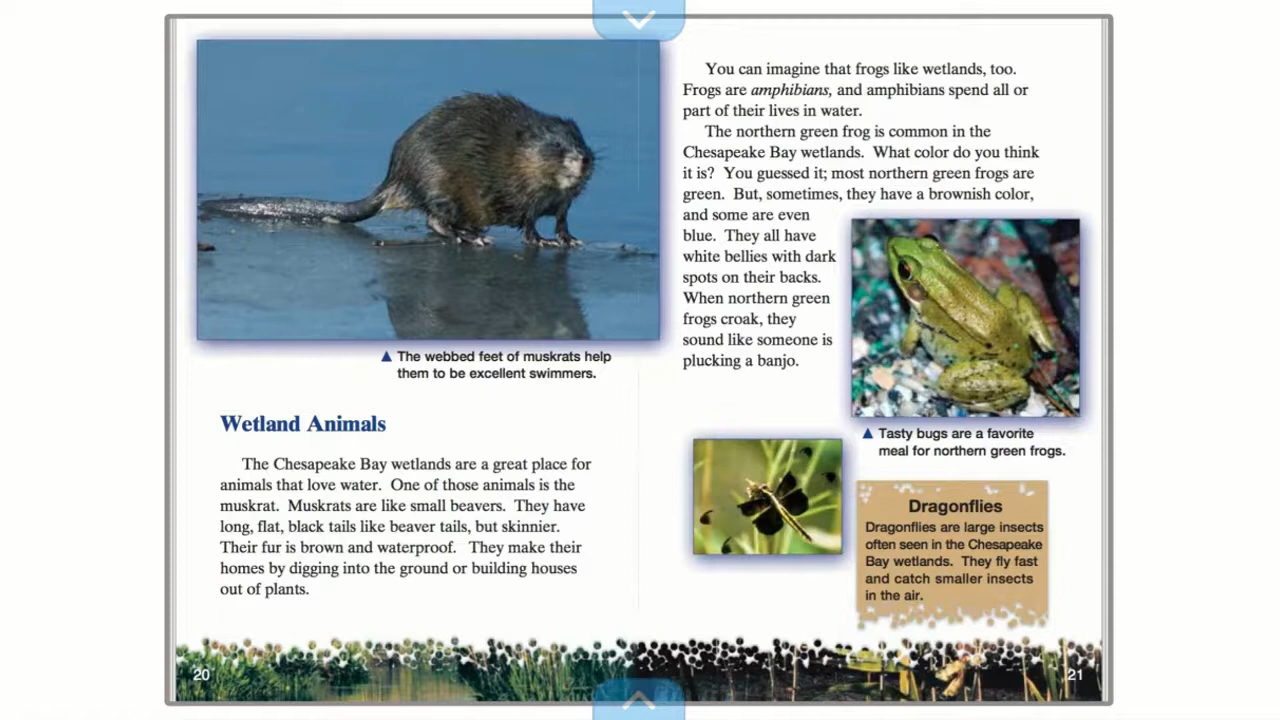 ▲ The webbed feet of muskrats help
them to be excellent swimmers.
Wetland Animals
The Chesapeake Bay wetlands are a great place for
animals that love water. One of those animals is the
muskrat. Muskrats are like small beavers. They have
long, flat, black tails like beaver tails, but skinnier.
Their fur is brown and waterproof. They make their
homes by digging into the ground or building houses
out of plants.
20
You can imagine that frogs like wetlands, too.
Frogs are amphibians, and amphibians spend all or
part of their lives in water.
The northern green frog is common in the
Chesapeake Bay wetlands. What color do you think
it is? You guessed it; most northern green frogs are
green. But, sometimes, they have a brownish color,
and some are even
blue. They all have
white bellies with dark
spots on their backs.
When northern green
frogs croak, they
sound like someone is
plucking a banjo.
▲ Tasty bugs are a favorite
meal for northern green frogs.
Dragonflies
Dragonflies are large insects
often seen in the Chesapeake
Bay wetlands. They fly fast
and catch smaller insects
in the air.
21